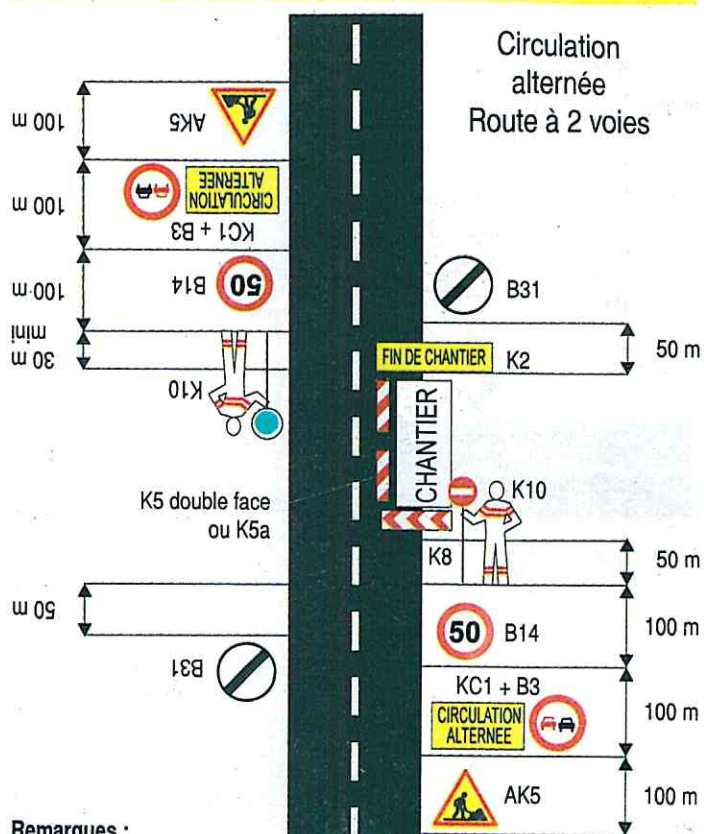 Circulation
alternée
Route à 2 voies
100 m
AK5
100 m
CIRCULATION
ALTERNEE
KC1 + B3
100 m
B14
50
30 m
mini
K10
B31
50 m
FIN DE CHANTIER
K2
CHANTIER
K10
K5 double face
ou K5a
K8
50 m
50 m
B31
50
B14
100 m
KC1 + B3
CIRCULATION
ALTERNEE
100 m
AK5
100 m
Remarques :